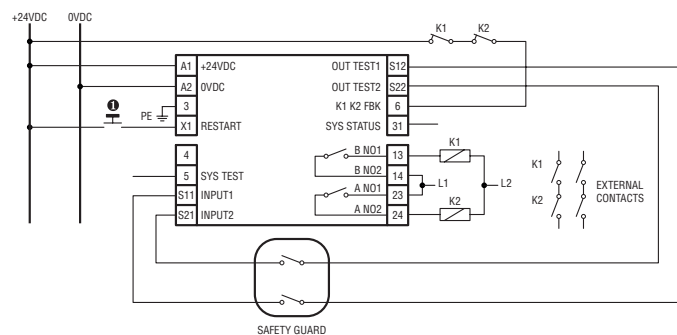 +24VDC 0VDC
K1 K2
A1 +24VDC OUT TEST1 S12
A2 0VDC OUT TEST2 S22
PE 3 K1 K2 FBK 6
1 X1 RESTART SYS STATUS 31
4 B NO1 13 K1
5 SYS TEST B NO2 14 L1 L2
S11 INPUT1 A NO1 23
S21 INPUT2 A NO2 24 K2
K1
K2
EXTERNAL
CONTACTS
SAFETY GUARD